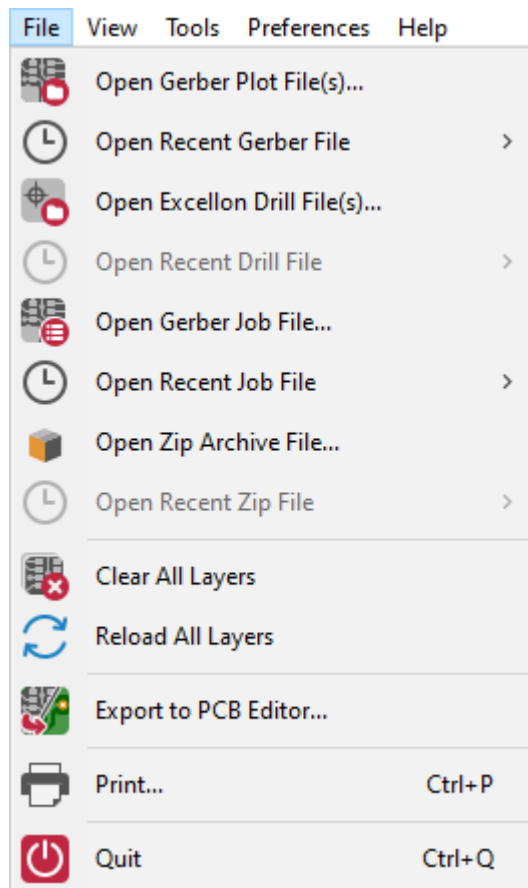 File View Tools Preferences Help
Open Gerber Plot File(s)...
Open Recent Gerber File
Open Excellon Drill File(s)...
Open Recent Drill File
Open Gerber Job File...
Open Recent Job File
Open Zip Archive File...
Open Recent Zip File
Clear All Layers
Reload All Layers
Export to PCB Editor...
Print... Ctrl+P
Quit Ctrl+Q